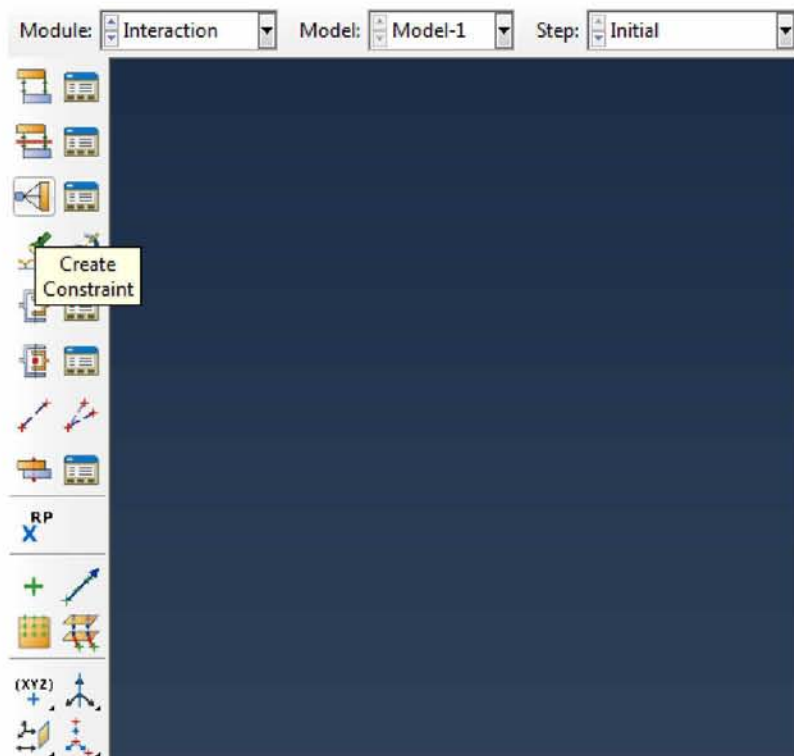 Module: Interaction Model: Model-1 Step: Initial
Create
Constraint
RP
(XYZ)